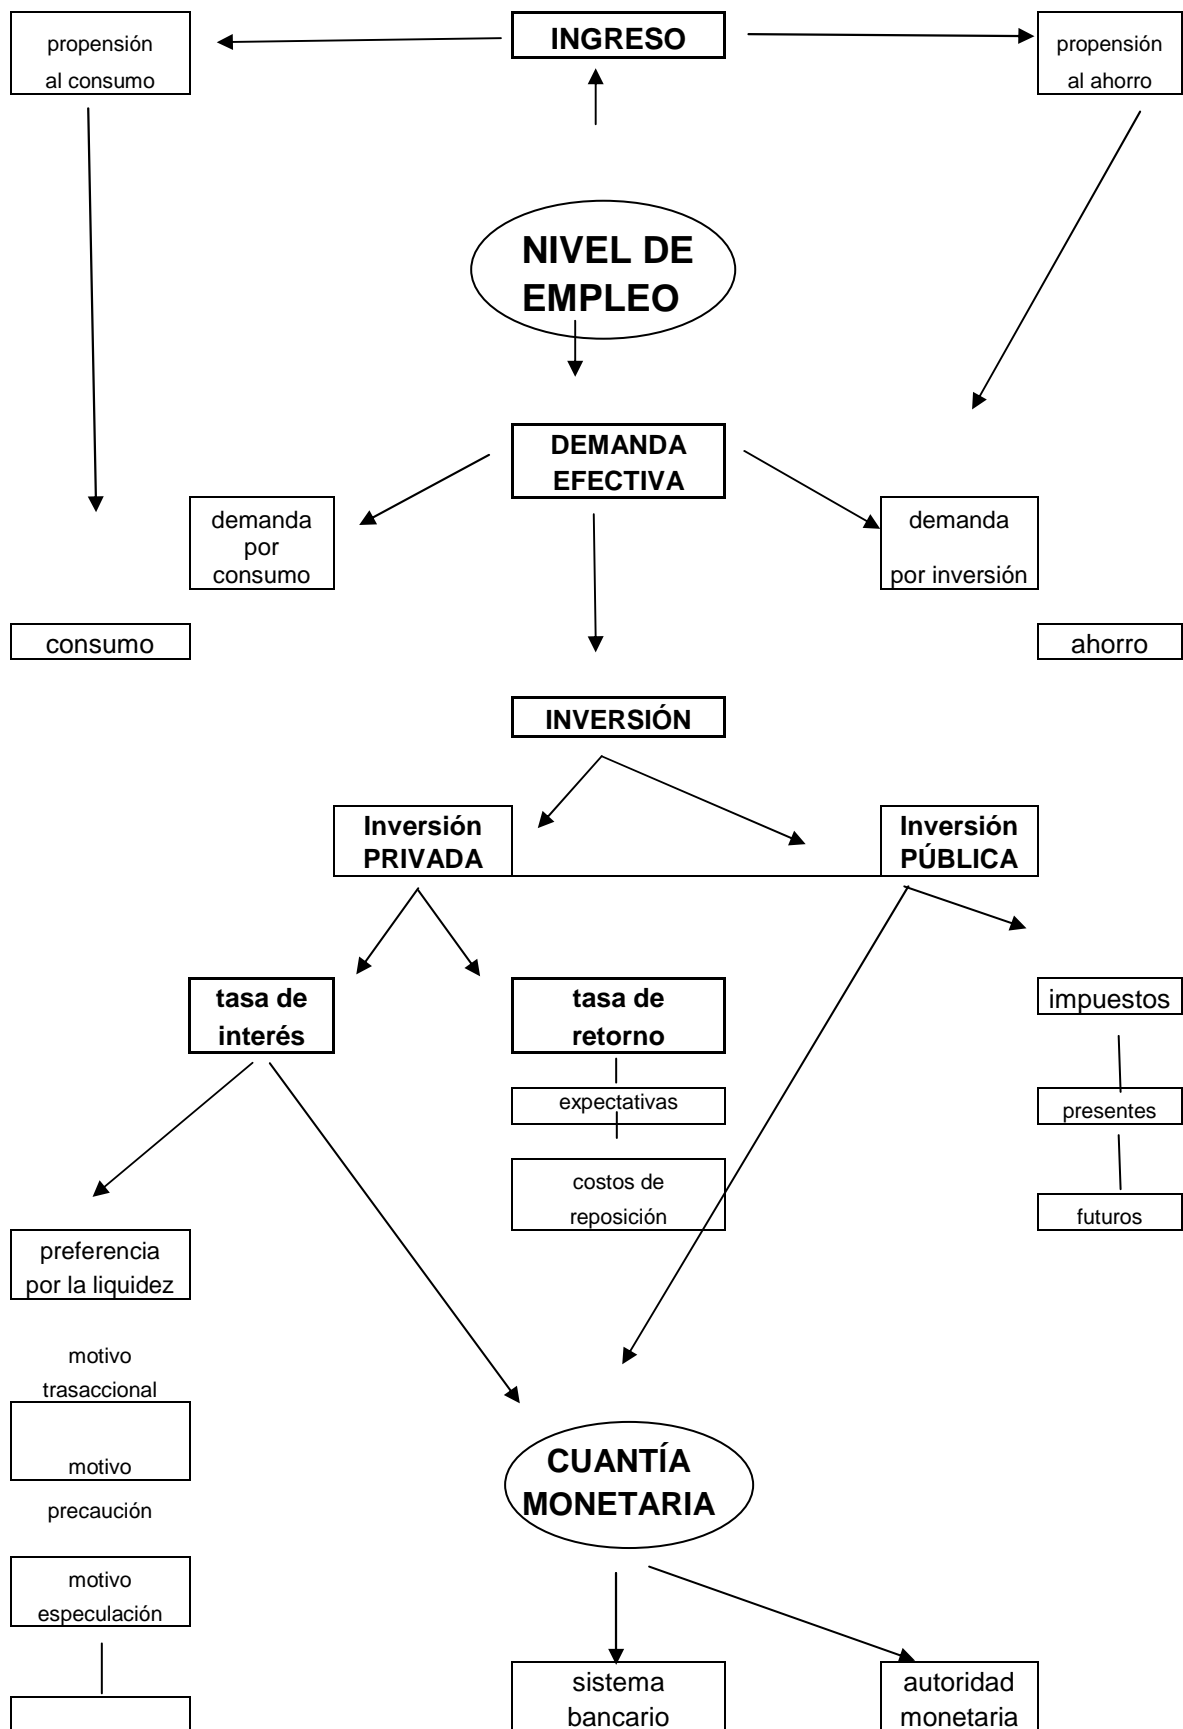 propensión
al consumo
INGRESO
propensión
al ahorro
NIVEL DE
EMPLEO
DEMANDA
EFECTIVA
demanda
por
consumo
demanda
por inversión
consumo
ahorro
INVERSIÓN
Inversión
PRIVADA
Inversión
PÚBLICA
tasa de
interés
tasa de
retorno
impuestos
expectativas
presentes
costos de
reposición
futuros
preferencia
por la liquidez
motivo
trasaccional
motivo
precaución
CUANTÍA
MONETARIA
motivo
especulación
sistema
bancario
autoridad
monetaria